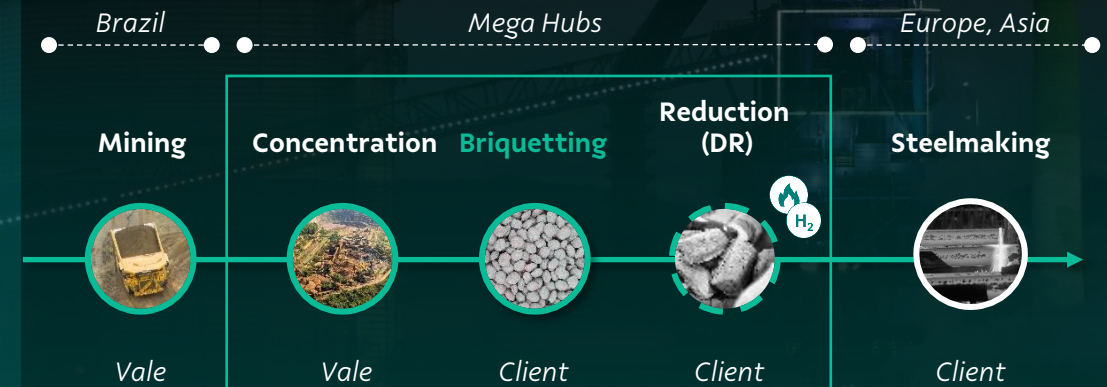 Brazil
Mega Hubs
Europe, Asia
Mining
Concentration
Briquetting
Reduction
(DR)
Steelmaking
H₂
Vale
Vale
Client
Client
Client